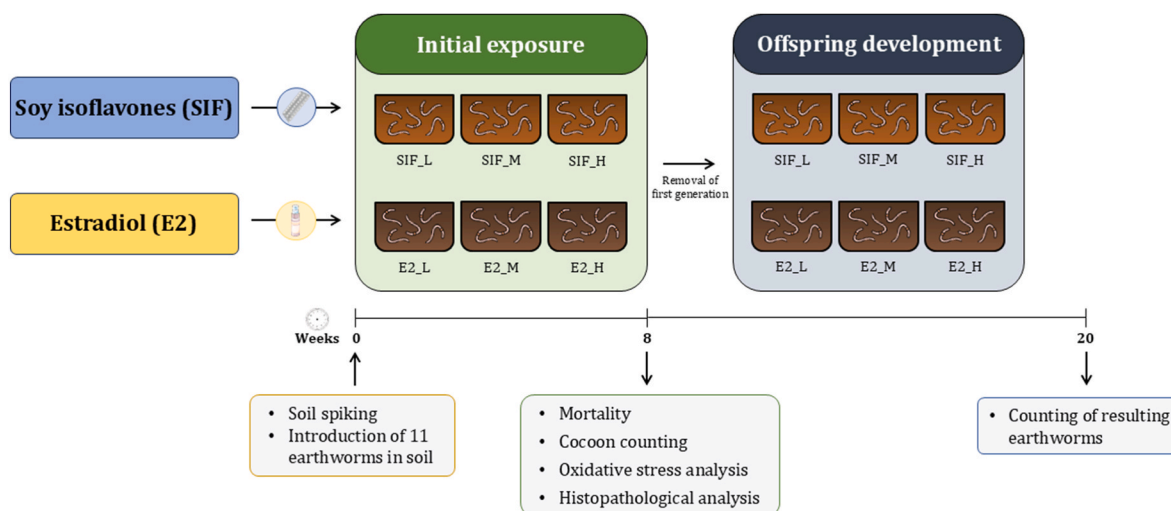 Initial exposure
Offspring development
Soy isoflavones (SIF)
SIF_L
SIF_M
SIF_H
SIF_L
SIF_M
SIF_H
Removal of
first generation
Estradiol (E2)
E2_L
E2_M
E2_H
E2_L
E2_M
E2_H
Weeks
0
8
20
• Soil spiking
• Introduction of 11
earthworms in soil
• Mortality
• Cocoon counting
• Oxidative stress analysis
• Histopathological analysis
• Counting of resulting
earthworms